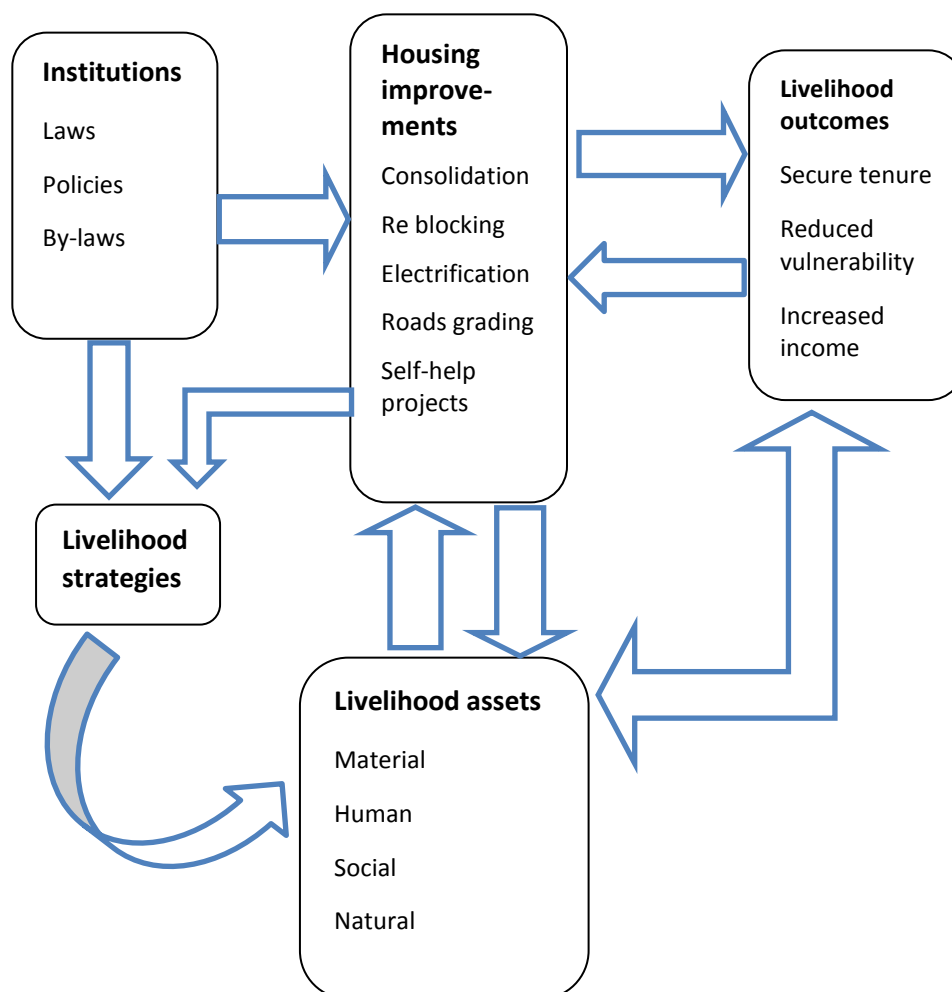 Institutions
Laws
Policies
By-laws
Housing
improve-
ments
Consolidation
Re blocking
Electrification
Roads grading
Self-help
projects
Livelihood
outcomes
Secure tenure
Reduced
vulnerability
Increased
income
Livelihood
strategies
Livelihood assets
Material
Human
Social
Natural